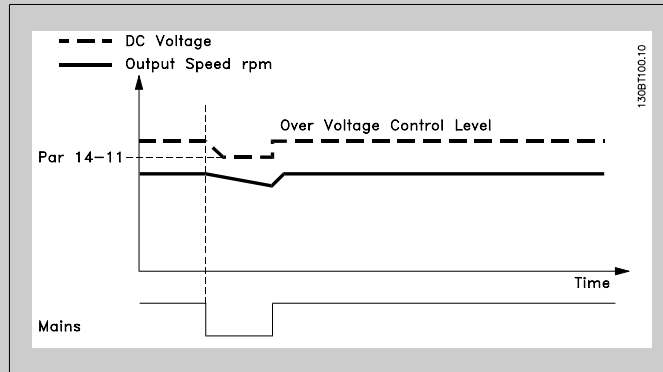 DC Voltage
Output Speed rpm
130BT100.10
Over Voltage Control Level
Par 14-11
Time
Mains